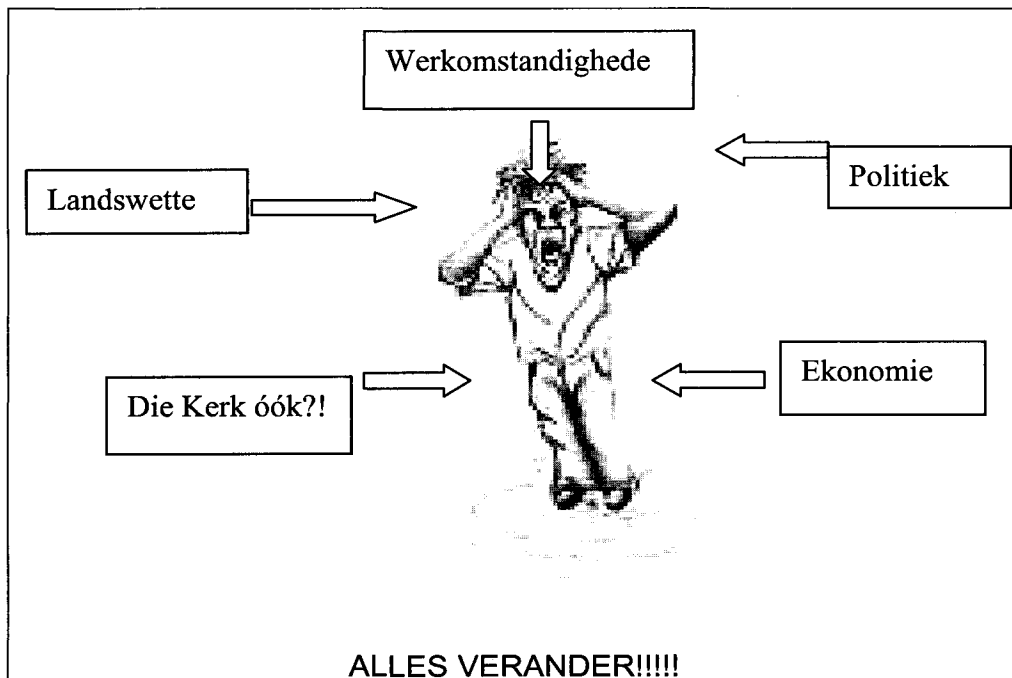 Werkomstandighede
Politiek
Landswette
Ekonomie
Die Kerk óók?!
ALLES VERANDER!!!!!